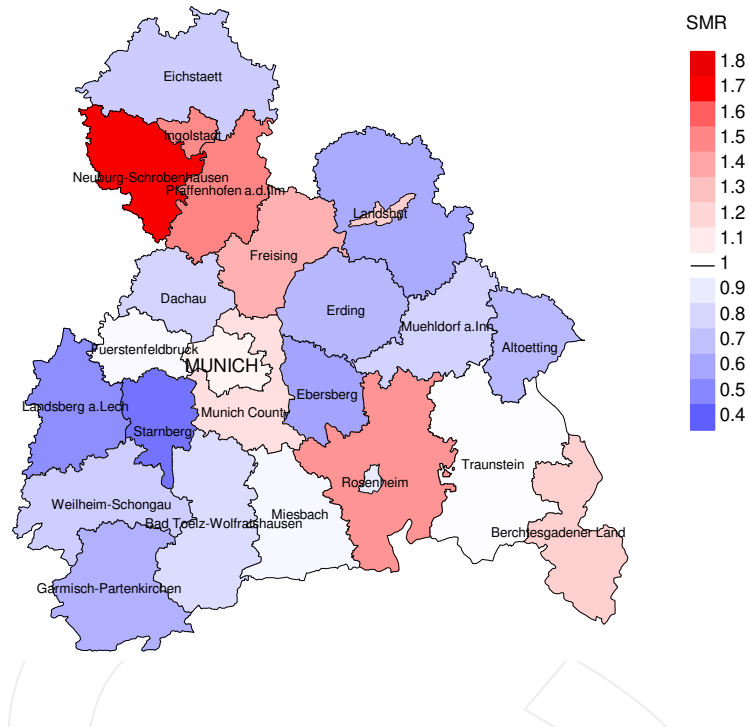 SMR
Eichstaett
1.8
1.7
1.6
Ingolstadt
1.5
Neuburg-Schrobenhausen
Pfaffenhofen a.d.Ilm
1.4
1.3
Landshut
1.2
1.1
Freising
1
0.9
Dachau
Erding
0.8
Muehldorf a.Inn
0.7
Fuerstenfeldbruck
Altoetting
MUNICH
0.6
Ebersberg
0.5
Landsberg a.Lech
Munich County
0.4
Starnberg
Traunstein
Rosenheim
Weilheim-Schongau
Miesbach
Bad Toelz-Wolfratshausen
Berchtesgadener Land
Garmisch-Partenkirchen